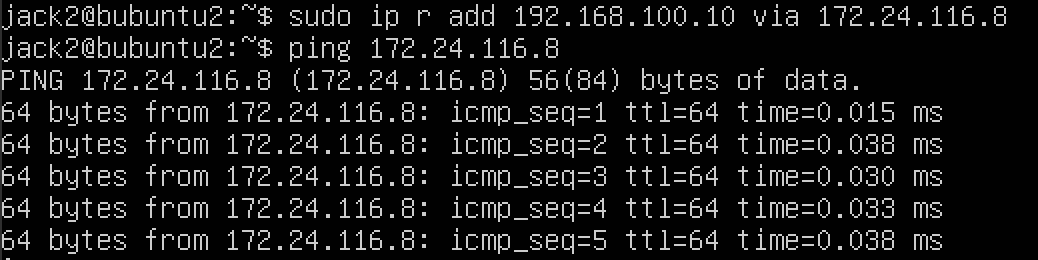 jack2@bubuntu2:~$ sudo ip r add 192.168.100.10 via 172.24.116.8
jack2@bubuntu2:~$ ping 172.24.116.8
PING 172.24.116.8 (172.24.116.8) 56(84) bytes of data.
64 bytes from 172.24.116.8: icmp_seq=1 ttl=64 time=0.015 ms
64 bytes from 172.24.116.8: icmp_seq=2 ttl=64 time=0.038 ms
64 bytes from 172.24.116.8: icmp_seq=3 ttl=64 time=0.030 ms
64 bytes from 172.24.116.8: icmp_seq=4 ttl=64 time=0.033 ms
64 bytes from 172.24.116.8: icmp_seq=5 ttl=64 time=0.038 ms